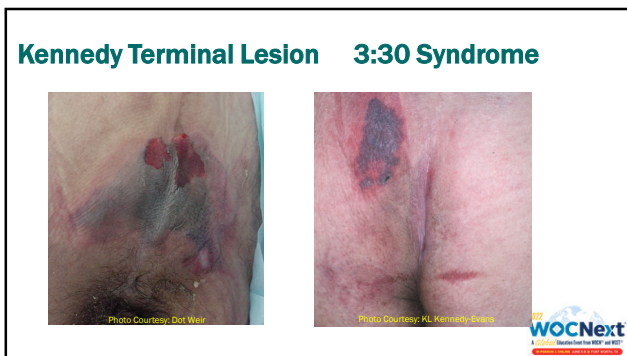 Kennedy Terminal Lesion
3:30 Syndrome
Photo Courtesy: Dot Weir
Photo Courtesy: KL Kennedy-Evans
WOCNext